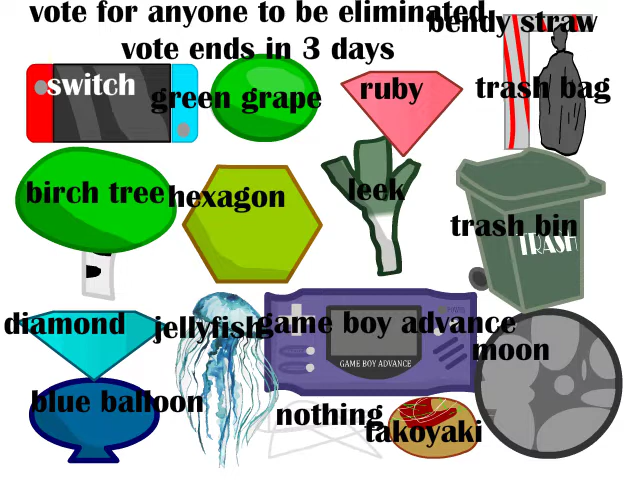 vote for anyone to be eliminated
vote ends in 3 days
bendy straw
switch
green grape
ruby
trash bag
birch tree
hexagon
leek
trash bin
TRASH
diamond
jellyfish
game boy advance
moon
GAME BOY ADVANCE
blue balloon
nothing
takoyaki